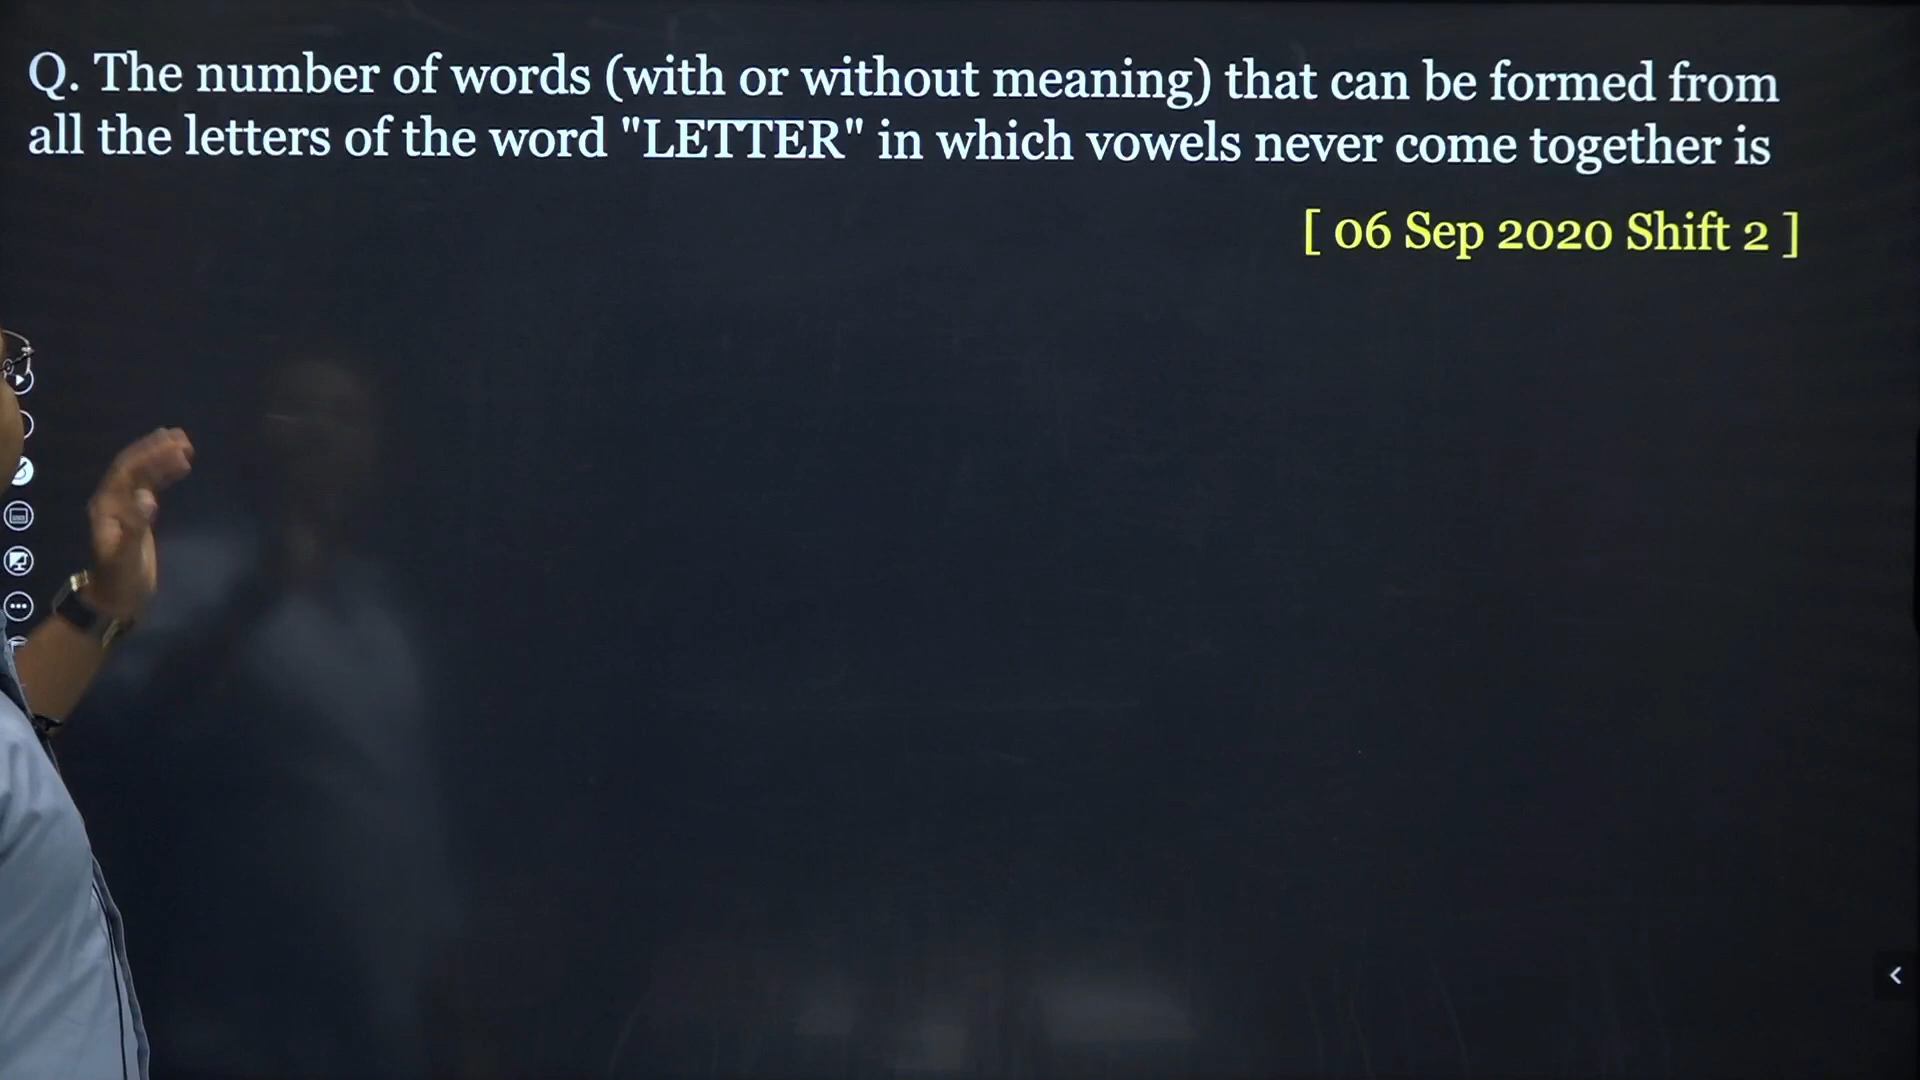 Q. The number of words (with or without meaning) that can be formed from
all the letters of the word "LETTER" in which vowels never come together is
[ 06 Sep 2020 Shift 2 ]